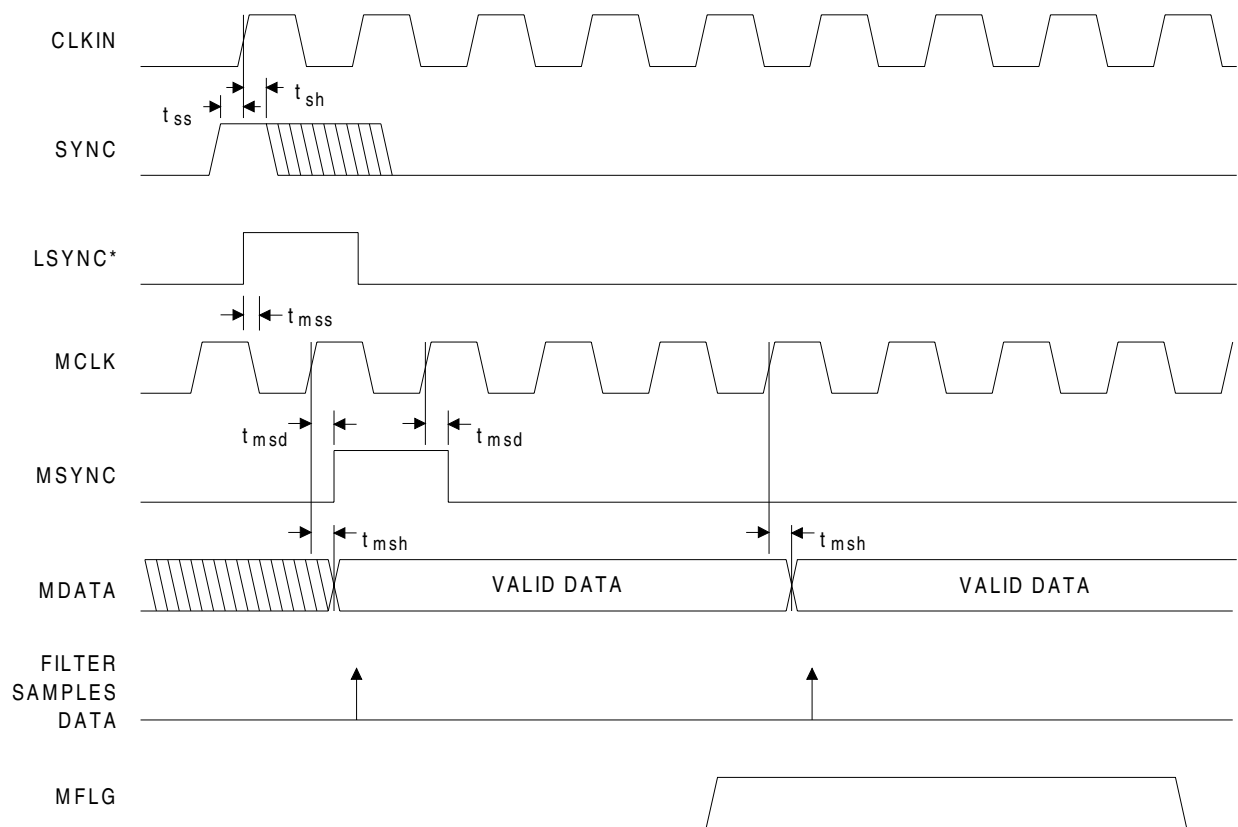 CLKIN
t sh
t ss
SYNC
LSYNC*
t mss
MCLK
t msd
t msd
MSYNC
t msh
t msh
MDATA
VALID DATA
VALID DATA
FILTER
SAMPLES
DATA
MFLG